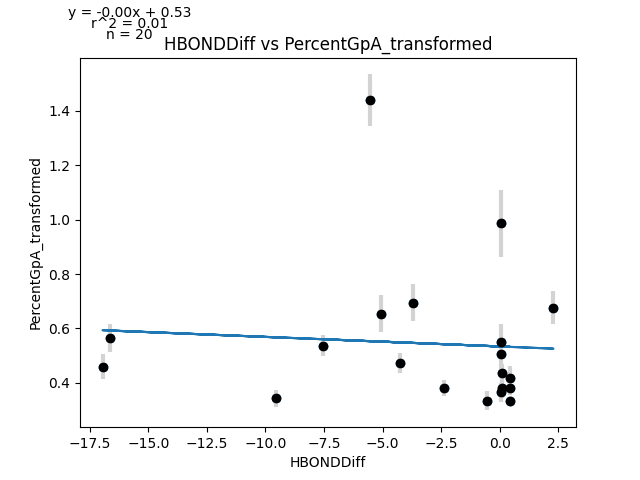 y = -0.00x + 0.53
r^2 = 0.01
n = 20
HBONDDiff vs PercentGpA_transformed
PercentGpA_transformed
1.4
1.2
1.0
0.8
0.6
0.4
−17.5 −15.0 −12.5 −10.0 −7.5 −5.0 −2.5 0.0 2.5
HBONDDiff